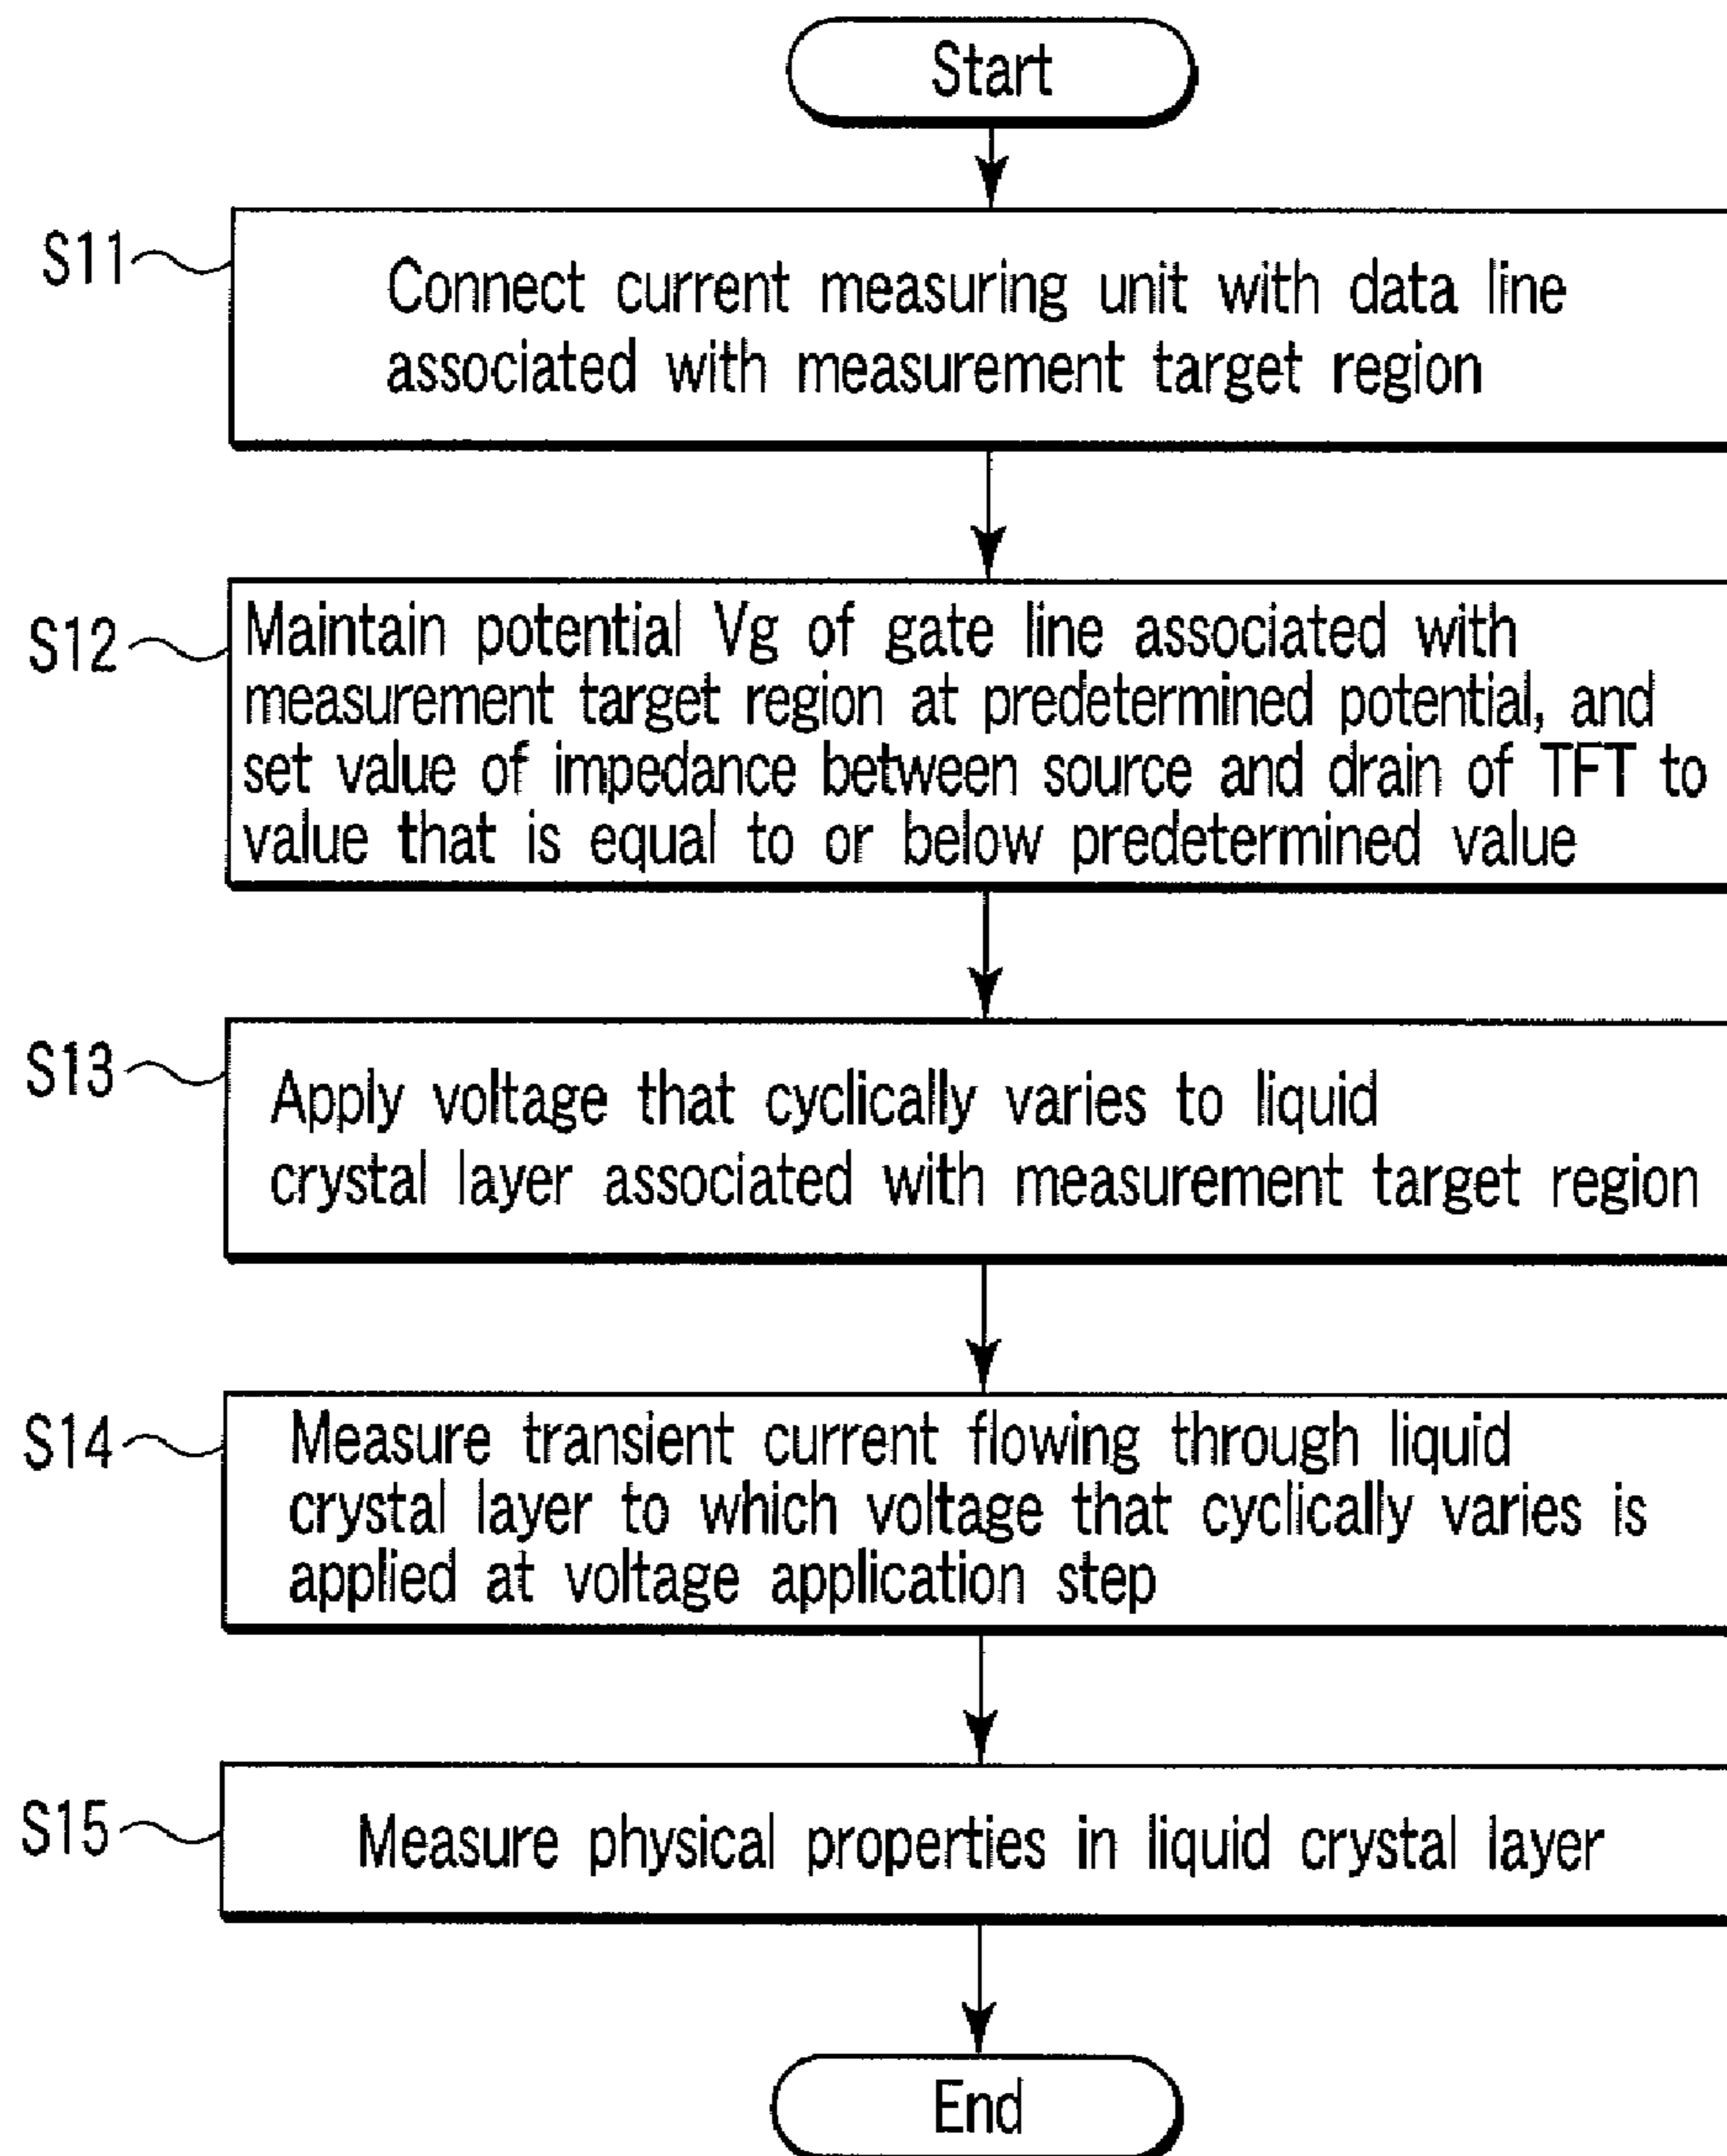 Start
S11
Connect current measuring unit with data line
associated with measurement target region
S12
Maintain potential Vg of gate line associated with
measurement target region at predetermined potential, and
set value of impedance between source and drain of TFT to
value that is equal to or below predetermined value
S13
Apply voltage that cyclically varies to liquid
crystal layer associated with measurement target region
S14
Measure transient current flowing through liquid
crystal layer to which voltage that cyclically varies is
applied at voltage application step
S15
Measure physical properties in liquid crystal layer
End